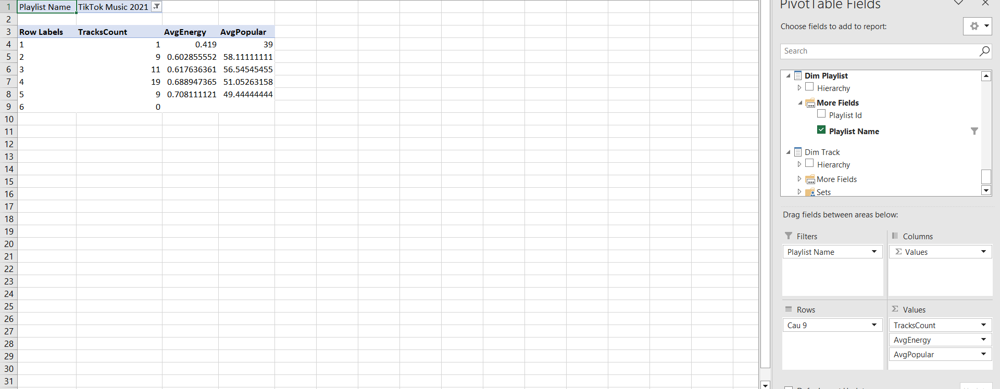 PivotTable Fields
1 Playlist Name TikTok Music 2021
2
3 Row Labels TracksCount AvgEnergy AvgPopular
4 1 1 0.419 39
5 2 9 0.602855552 58.11111111
6 3 11 0.617636361 56.54545455
7 4 19 0.688947365 51.05263158
8 5 9 0.708111121 49.44444444
9 6 0
10
11
12
13
14
15
16
17
18
19
20
21
22
23
24
25
26
27
28
29
30
31
Choose fields to add to report:
Search
Dim Playlist
Hierarchy
More Fields
Playlist Id
Playlist Name
Dim Track
Hierarchy
More Fields
Sets
Drag fields between areas below:
Filters
Playlist Name
Columns
Σ Values
Rows
Cau 9
Σ Values
TracksCount
AvgEnergy
AvgPopular